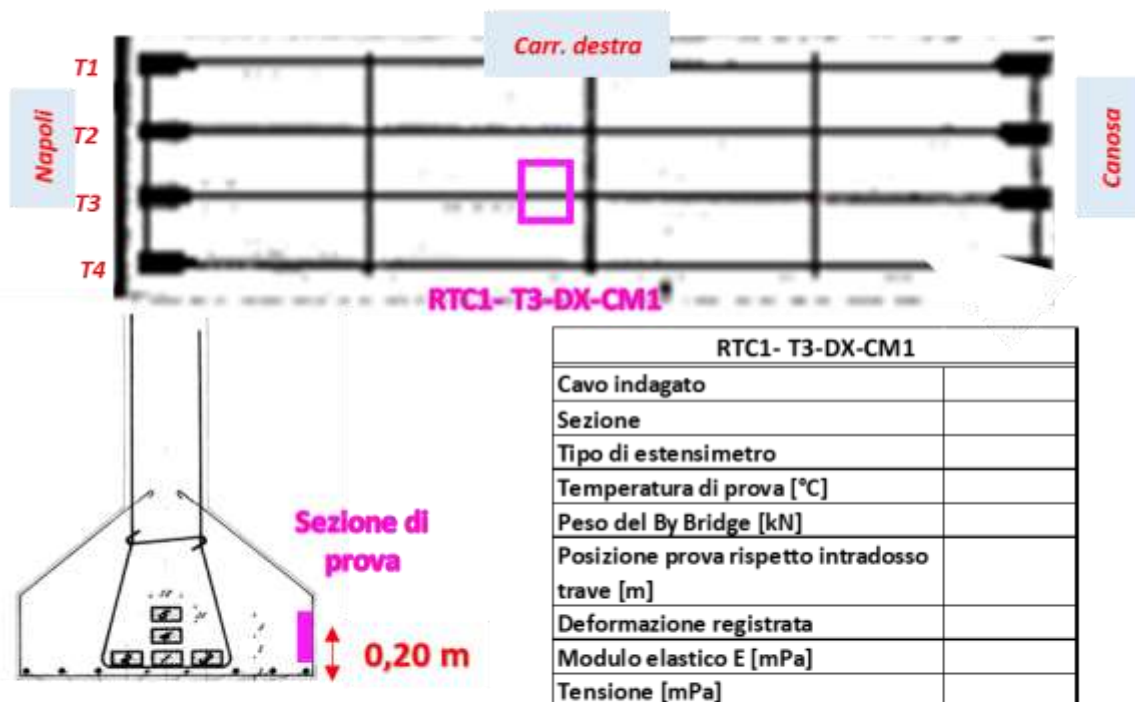 Carr. destra
T1
T2
T3
T4
Napoli
Canosa
RTC1- T3-DX-CM1
Sezione di
prova
0,20 m
RTC1- T3-DX-CM1
Cavo indagato
Sezione
Tipo di estensimetro
Temperatura di prova [°C]
Peso del By Bridge [kN]
Posizione prova rispetto intradosso
trave [m]
Deformazione registrata
Modulo elastico E [mPa]
Tensione [mPa]